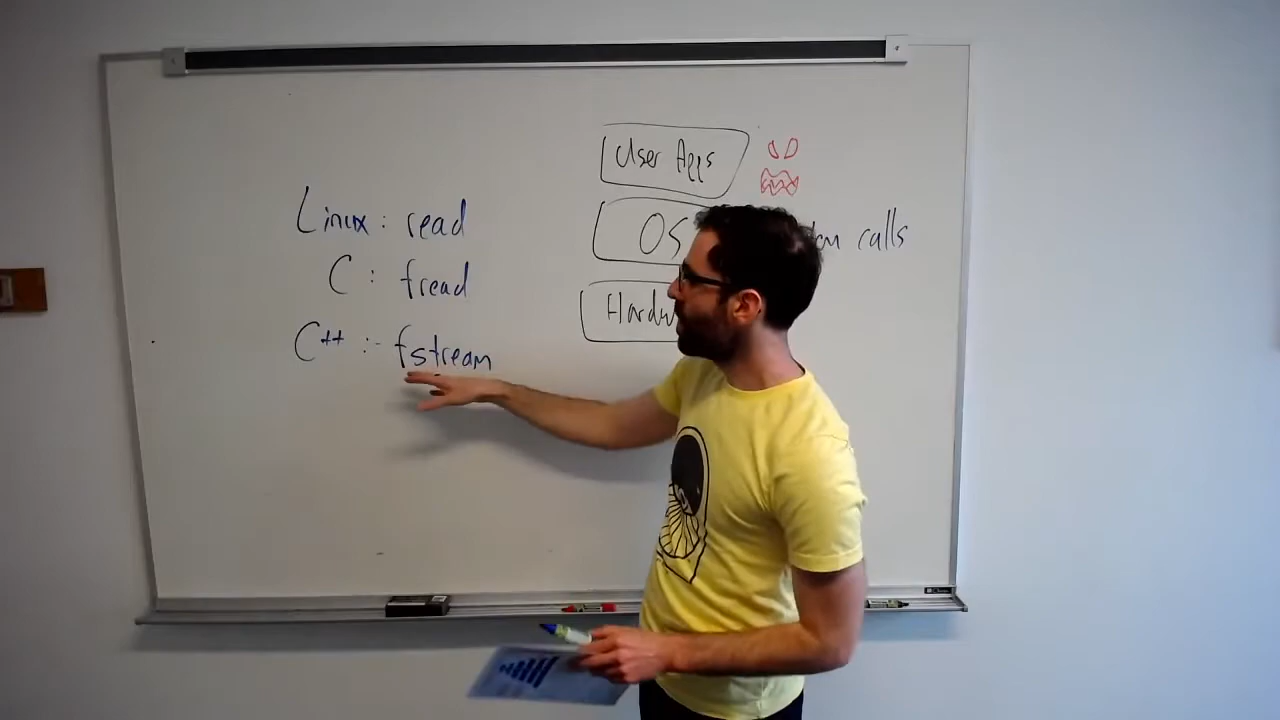 Linux: read
C: fread
C++: fstream
User Apps
OS
calls